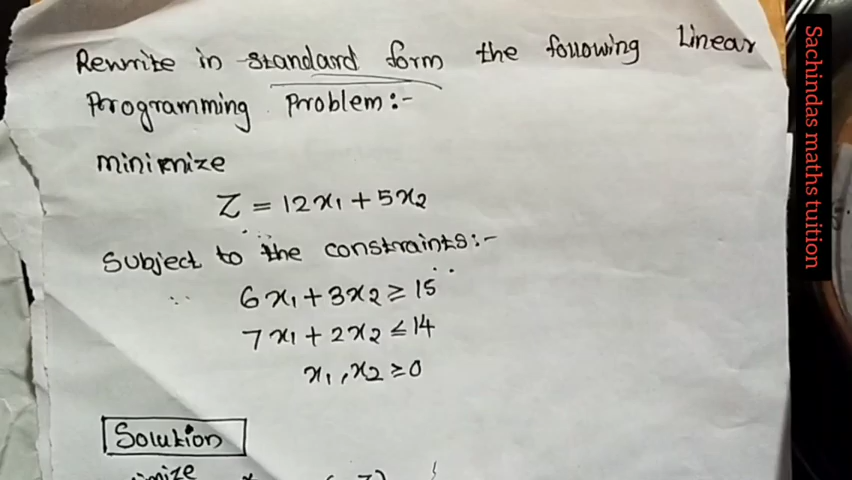 Rewrite in standard form the following Linear
Programming Problem:-
minimize
Z = 12x₁ + 5x₂
Subject to the constraints:-
6x₁ + 3x₂ ≥ 15
7x₁ + 2x₂ ≤ 14
x₁, x₂ ≥ 0
Solution
Sachindas maths tuition